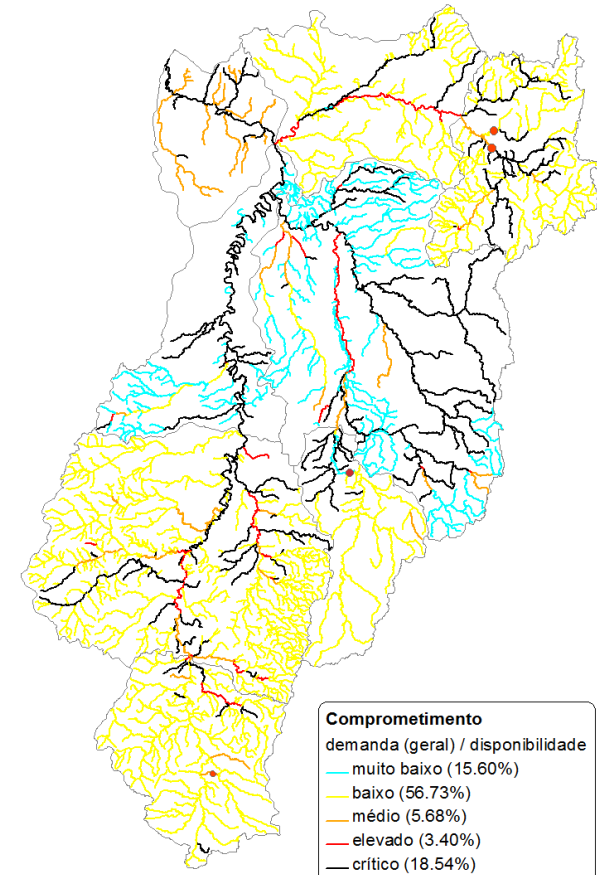 Comprometimento
demanda (geral) / disponibilidade
muito baixo (15.60%)
baixo (56.73%)
médio (5.68%)
elevado (3.40%)
crítico (18.54%)